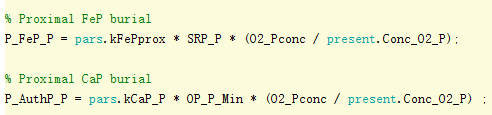 % Proximal FeP burial
P_FeP_P = pars.kFePprox * SRP_P * (O2_Pconc / present.Conc_O2_P);
% Proximal CaP burial
P_AuthP_P = pars.kCaP_P * OP_P_Min * (O2_Pconc / present.Conc_O2_P) ;